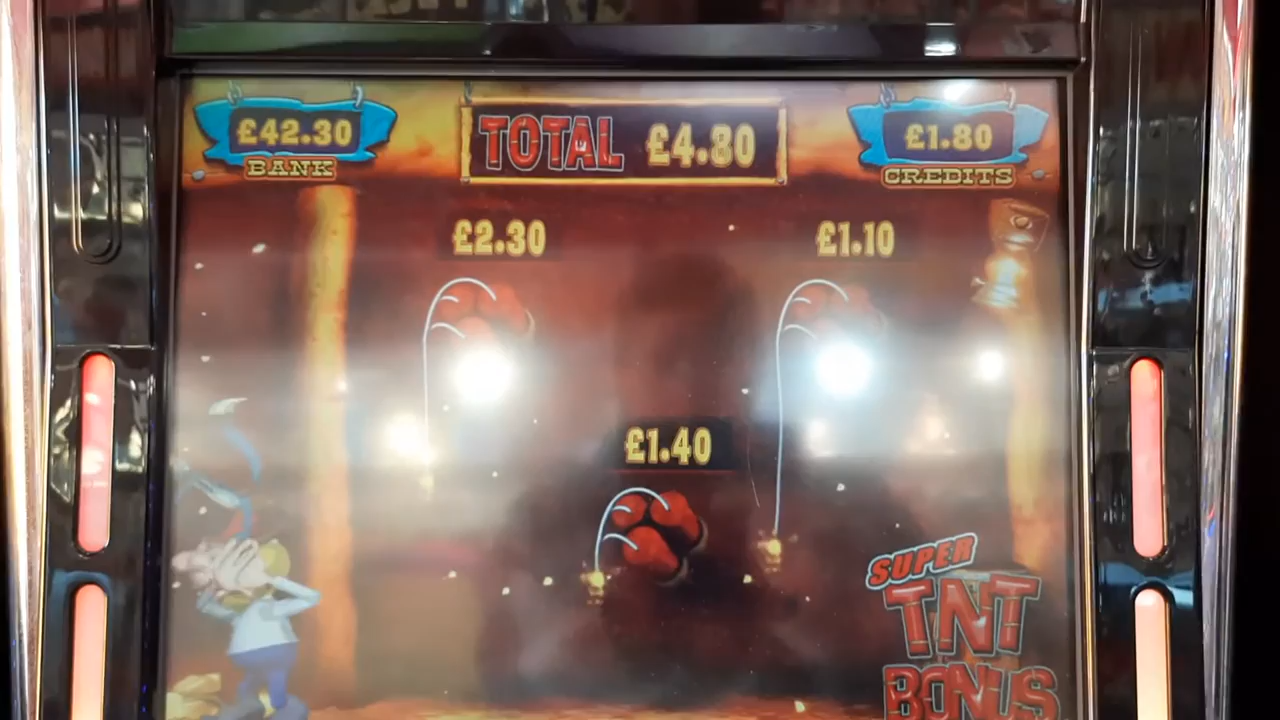 £42.30
BANK
TOTAL £4.80
£1.80
CREDITS
£2.30
£1.10
£1.40
SUPER
TNT
BONUS